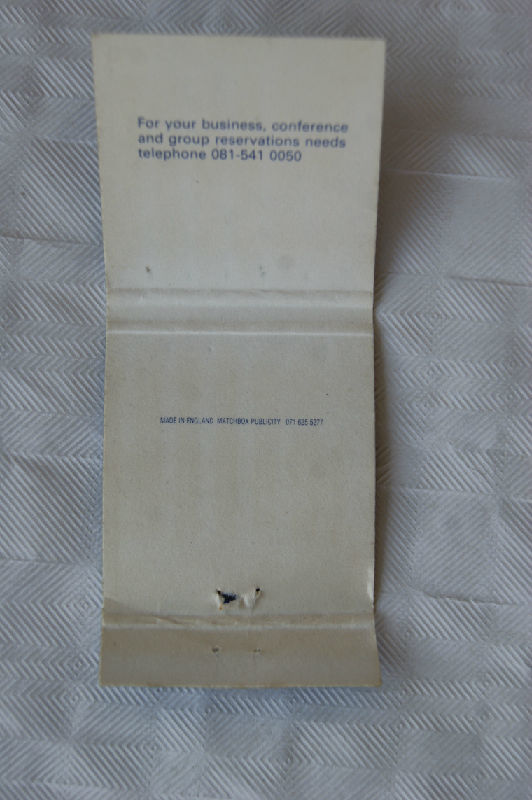 For your business, conference
and group reservations needs
telephone 081-541 0050
MADE IN ENGLAND MATCHBOX PUBLICITY 071 635 5277